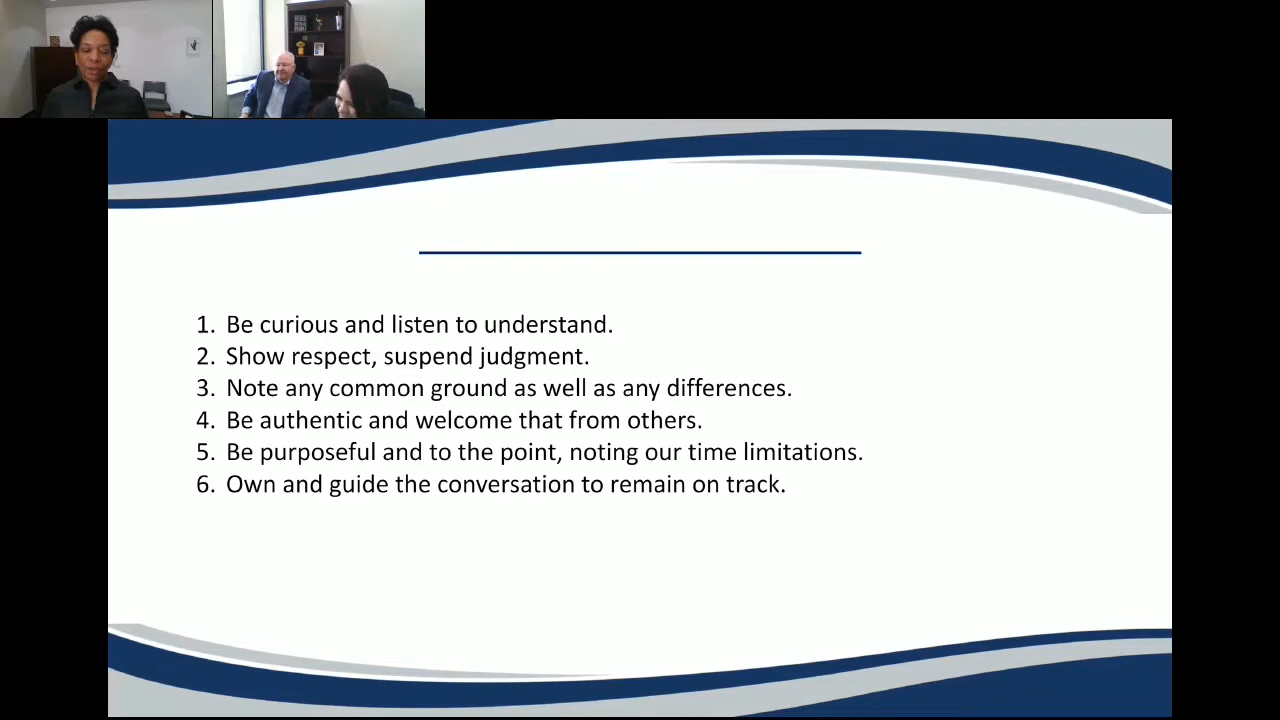 1. Be curious and listen to understand.
2. Show respect, suspend judgment.
3. Note any common ground as well as any differences.
4. Be authentic and welcome that from others.
5. Be purposeful and to the point, noting our time limitations.
6. Own and guide the conversation to remain on track.